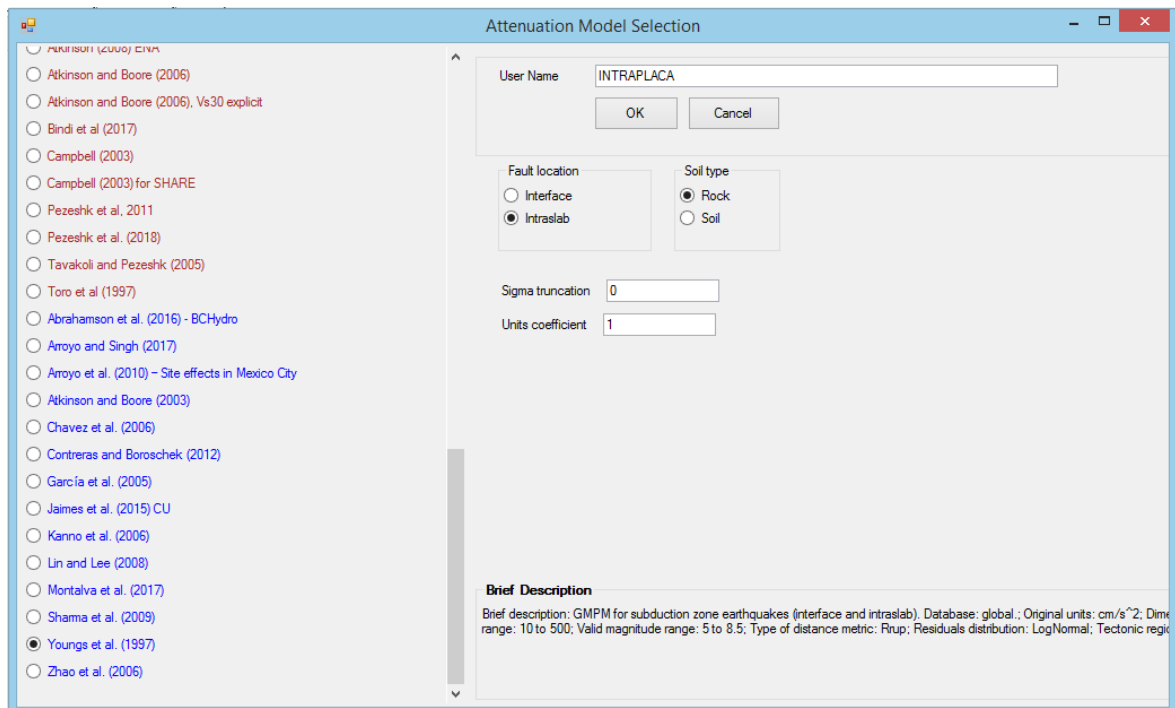 Attenuation Model Selection
Atkinson (2008) ENA
Atkinson and Boore (2006)
Atkinson and Boore (2006), Vs30 explicit
Bindi et al (2017)
Campbell (2003)
Campbell (2003) for SHARE
Pezeshk et al, 2011
Pezeshk et al. (2018)
Tavakoli and Pezeshk (2005)
Toro et al (1997)
Abrahamson et al. (2016) - BCHydro
Arroyo and Singh (2017)
Arroyo et al. (2010) – Site effects in Mexico City
Atkinson and Boore (2003)
Chavez et al. (2006)
Contreras and Boroschek (2012)
García et al. (2005)
Jaimes et al. (2015) CU
Kanno et al. (2006)
Lin and Lee (2008)
Montalva et al. (2017)
Sharma et al. (2009)
Youngs et al. (1997)
Zhao et al. (2006)
User Name INTRAPLACA
OK Cancel
Fault location Soil type
Interface Rock
Intraslab Soil
Sigma truncation 0
Units coefficient 1
Brief Description
Brief description: GMPM for subduction zone earthquakes (interface and intraslab). Database: global.; Original units: cm/s^2; Dime
range: 10 to 500; Valid magnitude range: 5 to 8.5; Type of distance metric: Rrup; Residuals distribution: LogNormal; Tectonic regio